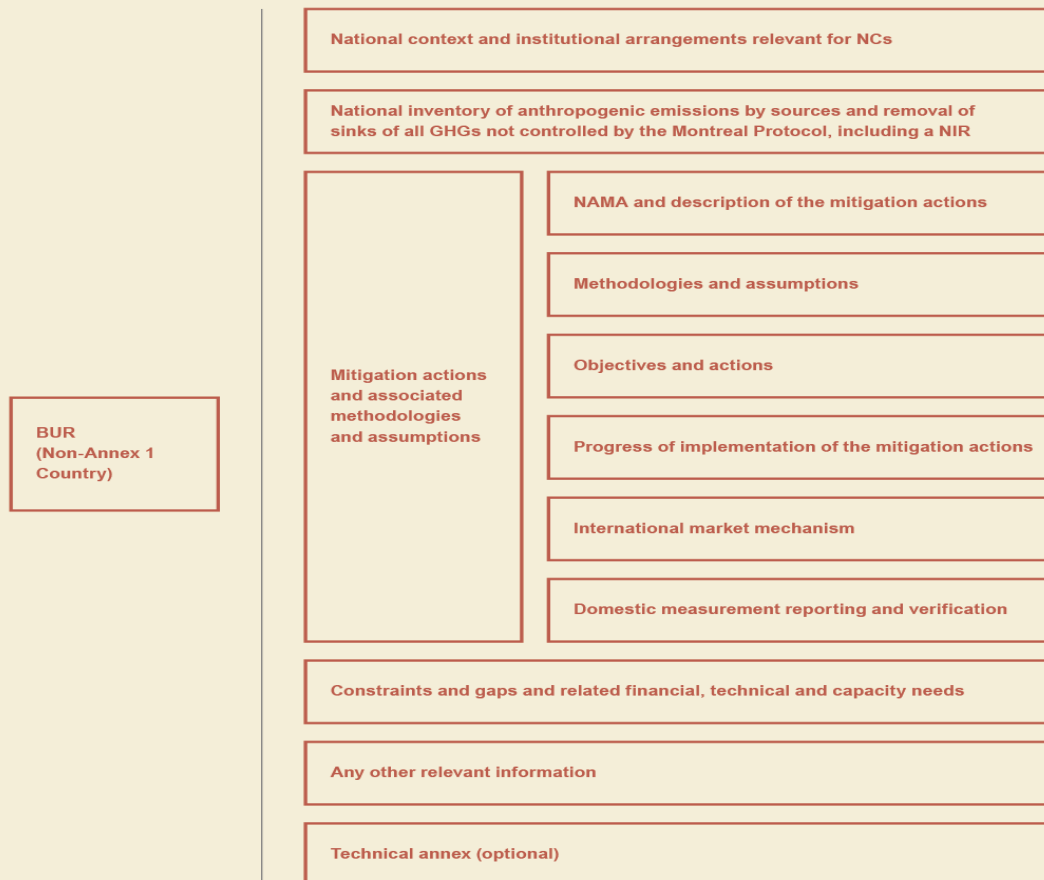 National context and institutional arrangements relevant for NCs
National inventory of anthropogenic emissions by sources and removal of
sinks of all GHGs not controlled by the Montreal Protocol, including a NIR
BUR
(Non-Annex 1
Country)
Mitigation actions
and associated
methodologies
and assumptions
NAMA and description of the mitigation actions
Methodologies and assumptions
Objectives and actions
Progress of implementation of the mitigation actions
International market mechanism
Domestic measurement reporting and verification
Constraints and gaps and related financial, technical and capacity needs
Any other relevant information
Technical annex (optional)